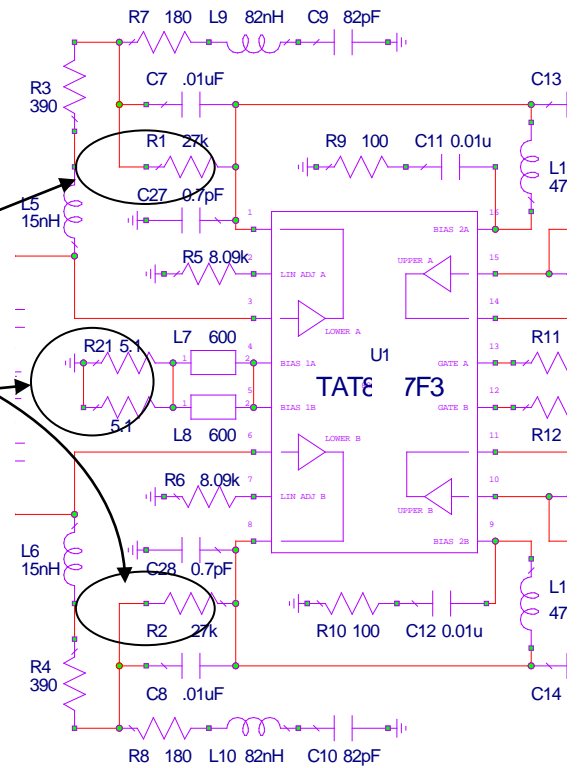 R7 180 L9 82nH C9 82pF
C7 .01uF
C13
R3
390
R1 27k
R9 100 C11 0.01u
L1
47
C27 0.7pF
L5
15nH
1
16
BIAS 2A
R5 8.09k
2
LIN ADJ A
UPPER A
15
3
LOWER A
14
L7 600
U1
R21 5.1
1
2
4
BIAS 1A
GATE A
13
R11
TAT8 7F3
1
2
5
BIAS 1B
GATE B
12
5.1
L8 600
6
LOWER B
11
R12
R6 8.09k
7
LIN ADJ B
UPPER B
10
8
BIAS 2B
9
L6
15nH
C28 0.7pF
L1
47
R2 27k
R10 100 C12 0.01u
R4
390
C8 .01uF
C14
R8 180 L10 82nH C10 82pF